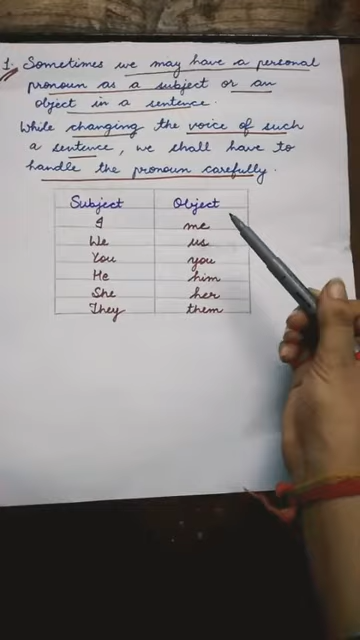 1. Sometimes we may have a personal
pronoun as a subject or an
object in a sentence.
While changing the voice of such
a sentence, we shall have to
handle the pronoun carefully.
Subject Object
I me
We us
You you
He him
She her
They them